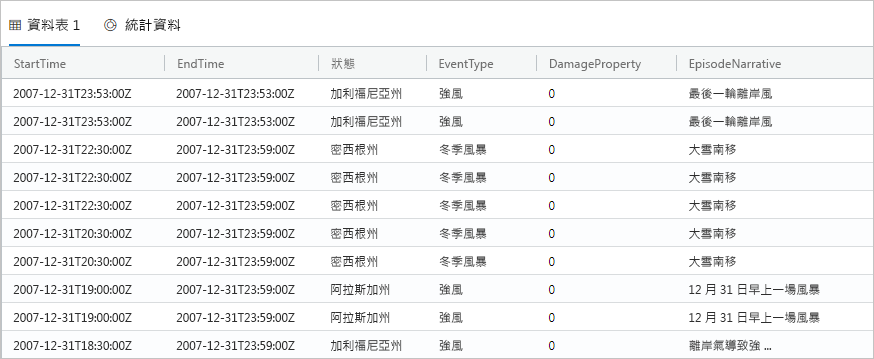 資料表 1 統計資料
StartTime EndTime 狀態 EventType DamageProperty EpisodeNarrative
2007-12-31T23:53:00Z 2007-12-31T23:53:00Z 加利福尼亞州 強風 0 最後一輪離岸風
2007-12-31T23:53:00Z 2007-12-31T23:53:00Z 加利福尼亞州 強風 0 最後一輪離岸風
2007-12-31T22:30:00Z 2007-12-31T23:59:00Z 密西根州 冬季風暴 0 大雪南移
2007-12-31T22:30:00Z 2007-12-31T23:59:00Z 密西根州 冬季風暴 0 大雪南移
2007-12-31T22:30:00Z 2007-12-31T23:59:00Z 密西根州 冬季風暴 0 大雪南移
2007-12-31T20:30:00Z 2007-12-31T23:59:00Z 密西根州 冬季風暴 0 大雪南移
2007-12-31T20:30:00Z 2007-12-31T23:59:00Z 密西根州 冬季風暴 0 大雪南移
2007-12-31T19:00:00Z 2007-12-31T23:59:00Z 阿拉斯加州 強風 0 12 月 31 日早上一場風暴
2007-12-31T19:00:00Z 2007-12-31T23:59:00Z 阿拉斯加州 強風 0 12 月 31 日早上一場風暴
2007-12-31T18:30:00Z 2007-12-31T23:59:00Z 加利福尼亞州 強風 0 離岸氣導致強 ...